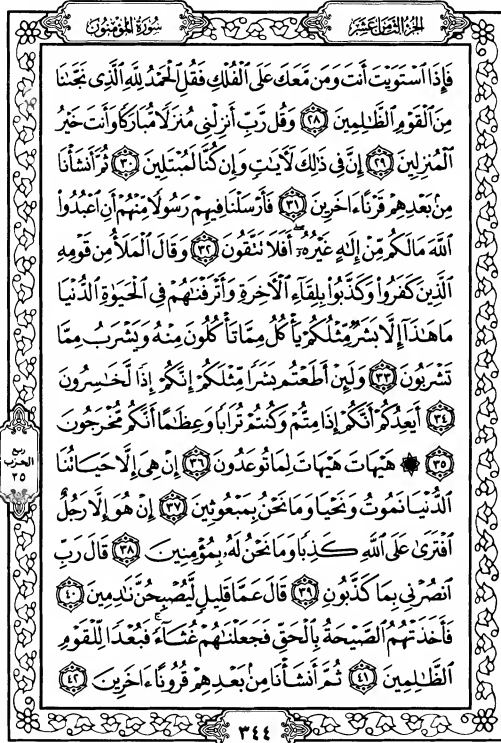 الجزء الثامن عشر
سورة المؤمنون
فَإِذَا ٱسْتَوَيْتَ أَنتَ وَمَن مَّعَكَ عَلَى ٱلْفُلْكِ فَقُلِ ٱلْحَمْدُ لِلَّهِ ٱلَّذِى نَجَّىٰنَا
مِنَ ٱلْقَوْمِ ٱلظَّٰلِمِينَ ٢٨ وَقُل رَّبِّ أَنزِلْنِى مُنزَلًا مُّبَارَكًا وَأَنتَ خَيْرُ
ٱلْمُنزِلِينَ ٢٩ إِنَّ فِى ذَٰلِكَ لَءَايَٰتٍ وَإِن كُنَّا لَمُبْتَلِينَ ٣٠ ثُمَّ أَنشَأْنَا
مِنۢ بَعْدِهِمْ قَرْنًا ءَاخَرِينَ ٣١ فَأَرْسَلْنَا فِيهِمْ رَسُولًا مِّنْهُمْ أَنِ ٱعْبُدُوا۟
ٱللَّهَ مَا لَكُم مِّنْ إِلَٰهٍ غَيْرُهُۥٓ أَفَلَا تَتَّقُونَ ٣٢ وَقَالَ ٱلْمَلَأُ مِن قَوْمِهِ
ٱلَّذِينَ كَفَرُوا۟ وَكَذَّبُوا۟ بِلِقَآءِ ٱلْءَاخِرَةِ وَأَتْرَفْنَٰهُمْ فِى ٱلْحَيَوٰةِ ٱلدُّنْيَا
مَا هَٰذَآ إِلَّا بَشَرٌ مِّثْلُكُمْ يَأْكُلُ مِمَّا تَأْكُلُونَ مِنْهُ وَيَشْرَبُ مِمَّا
تَشْرَبُونَ ٣٣ وَلَئِنْ أَطَعْتُم بَشَرًا مِّثْلَكُمْ إِنَّكُمْ إِذًا لَّخَٰسِرُونَ
٣٤ أَيَعِدُكُمْ أَنَّكُمْ إِذَا مِتُّمْ وَكُنتُمْ تُرَابًا وَعِظَٰمًا أَنَّكُم مُّخْرَجُونَ
٣٥ ۞ هَيْهَاتَ هَيْهَاتَ لِمَا تُوعَدُونَ ٣٦ إِنْ هِىَ إِلَّا حَيَاتُنَا
ٱلدُّنْيَا نَمُوتُ وَنَحْيَا وَمَا نَحْنُ بِمَبْعُوثِينَ ٣٧ إِنْ هُوَ إِلَّا رَجُلٌ
ٱفْتَرَىٰ عَلَى ٱللَّهِ كَذِبًا وَمَا نَحْنُ لَهُۥ بِمُؤْمِنِينَ ٣٨ قَالَ رَبِّ
ٱنصُرْنِى بِمَا كَذَّبُونِ ٣٩ قَالَ عَمَّا قَلِيلٍ لَّيُصْبِحُنَّ نَٰدِمِينَ ٤٠
فَأَخَذَتْهُمُ ٱلصَّيْحَةُ بِٱلْحَقِّ فَجَعَلْنَٰهُمْ غُثَآءً ۚ فَبُعْدًا لِّلْقَوْمِ
ٱلظَّٰلِمِينَ ٤١ ثُمَّ أَنشَأْنَا مِنۢ بَعْدِهِمْ قُرُونًا ءَاخَرِينَ ٤٢
ربع
الحزب
٣٥
٣٤٤